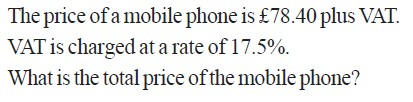 The price of a mobile phone is £78.40 plus VAT.
VAT is charged at a rate of 17.5%.
What is the total price of the mobile phone?